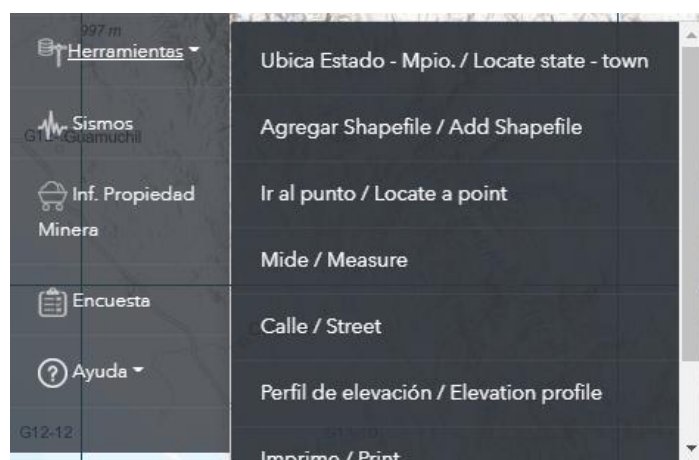 997 m
Herramientas
Sismos
Guamuchil
Inf. Propiedad
Minera
Encuesta
Ayuda
G12-12
Ubica Estado - Mpio. / Locate state - town
Agregar Shapefile / Add Shapefile
Ir al punto / Locate a point
Mide / Measure
Calle / Street
Perfil de elevación / Elevation profile
Imprime / Print